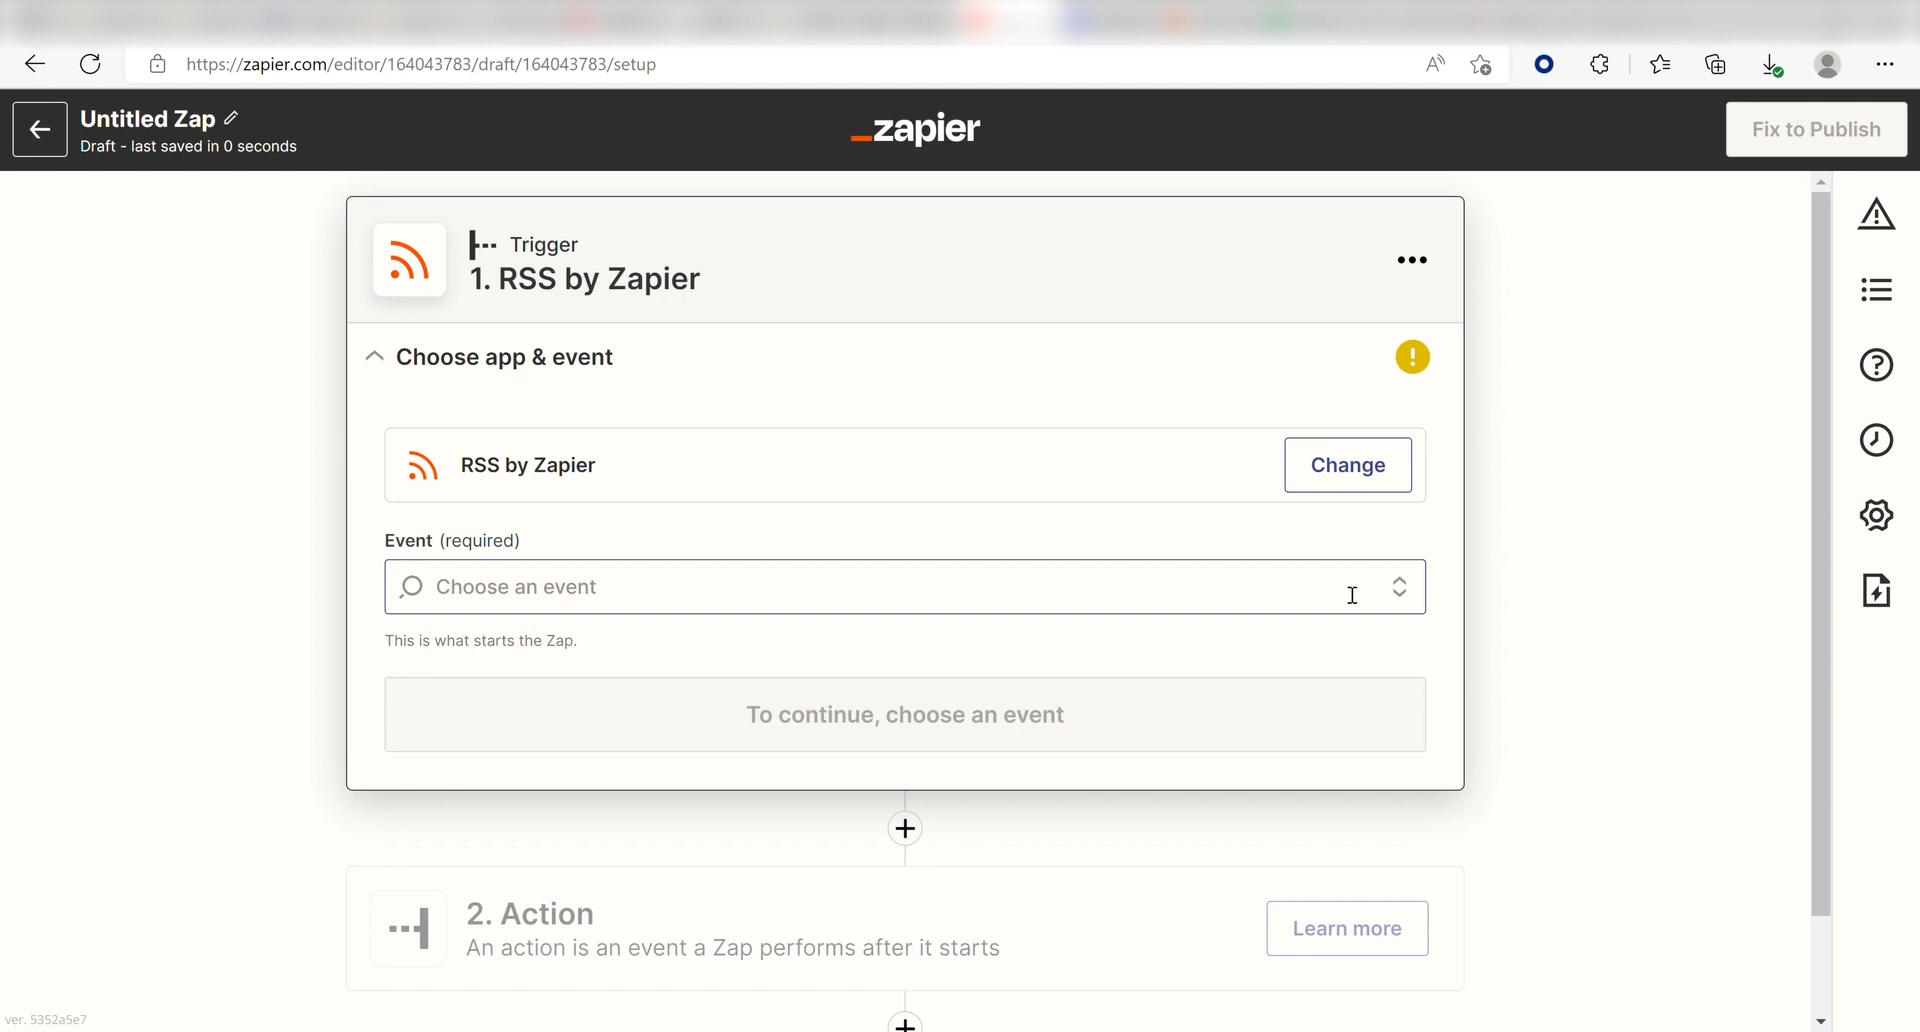 https://zapier.com/editor/164043783/draft/164043783/setup
Untitled Zap
Draft - last saved in 0 seconds
zapier
Fix to Publish
Trigger
1. RSS by Zapier
Choose app & event
RSS by Zapier
Change
Event (required)
Choose an event
This is what starts the Zap.
To continue, choose an event
2. Action
An action is an event a Zap performs after it starts
Learn more
ver. 5352a5e7